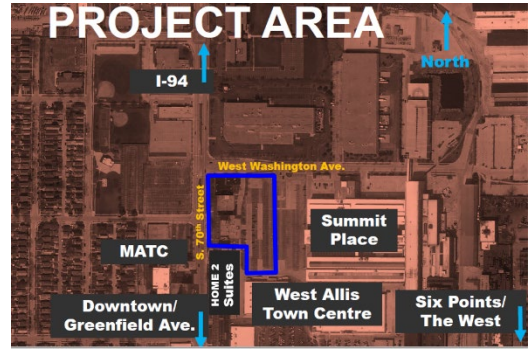 PROJECT AREA
I-94
North
West Washington Ave.
S. 70th Street
Summit
Place
MATC
HOME 2
Suites
West Allis
Town Centre
Downtown/
Greenfield Ave.
Six Points/
The West